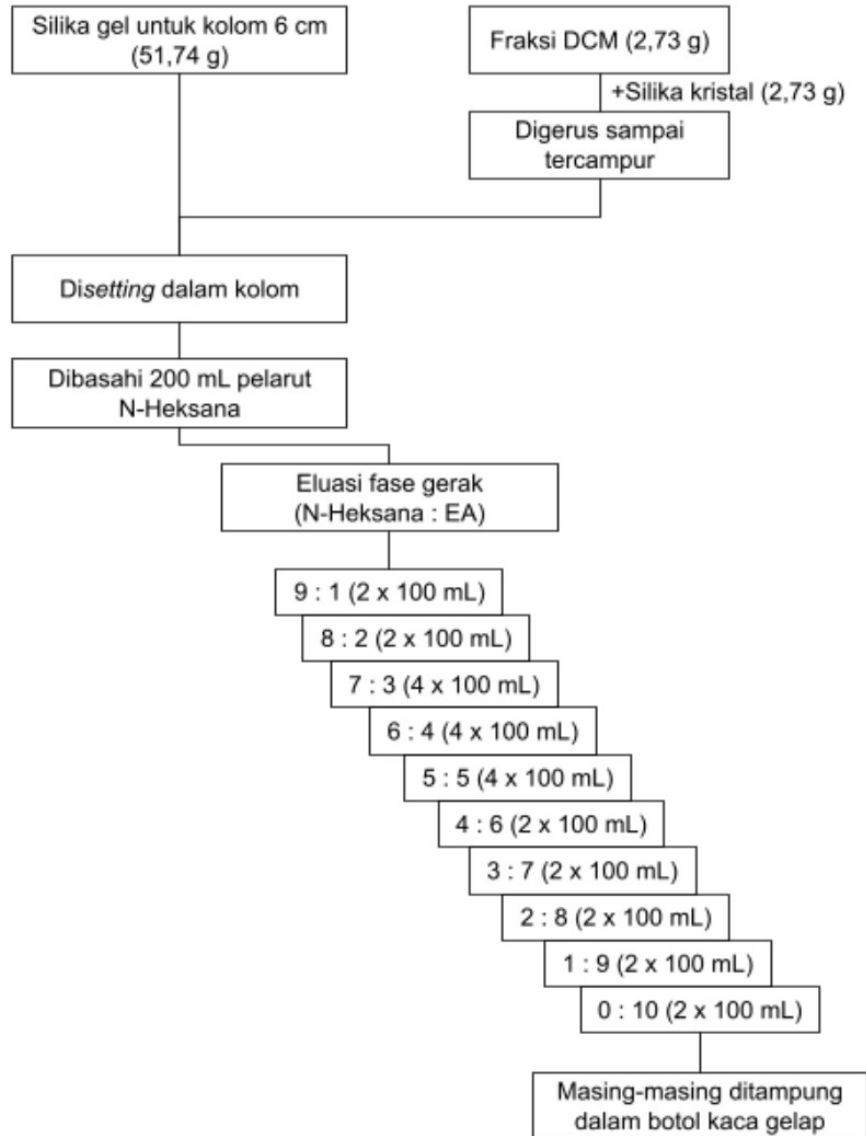 Silika gel untuk kolom 6 cm
(51,74 g)
Fraksi DCM (2,73 g)
+Silika kristal (2,73 g)
Digerus sampai
tercampur
Disetting dalam kolom
Dibasahi 200 mL pelarut
N-Heksana
Eluasi fase gerak
(N-Heksana : EA)
9 : 1 (2 x 100 mL)
8 : 2 (2 x 100 mL)
7 : 3 (4 x 100 mL)
6 : 4 (4 x 100 mL)
5 : 5 (4 x 100 mL)
4 : 6 (2 x 100 mL)
3 : 7 (2 x 100 mL)
2 : 8 (2 x 100 mL)
1 : 9 (2 x 100 mL)
0 : 10 (2 x 100 mL)
Masing-masing ditampung
dalam botol kaca gelap